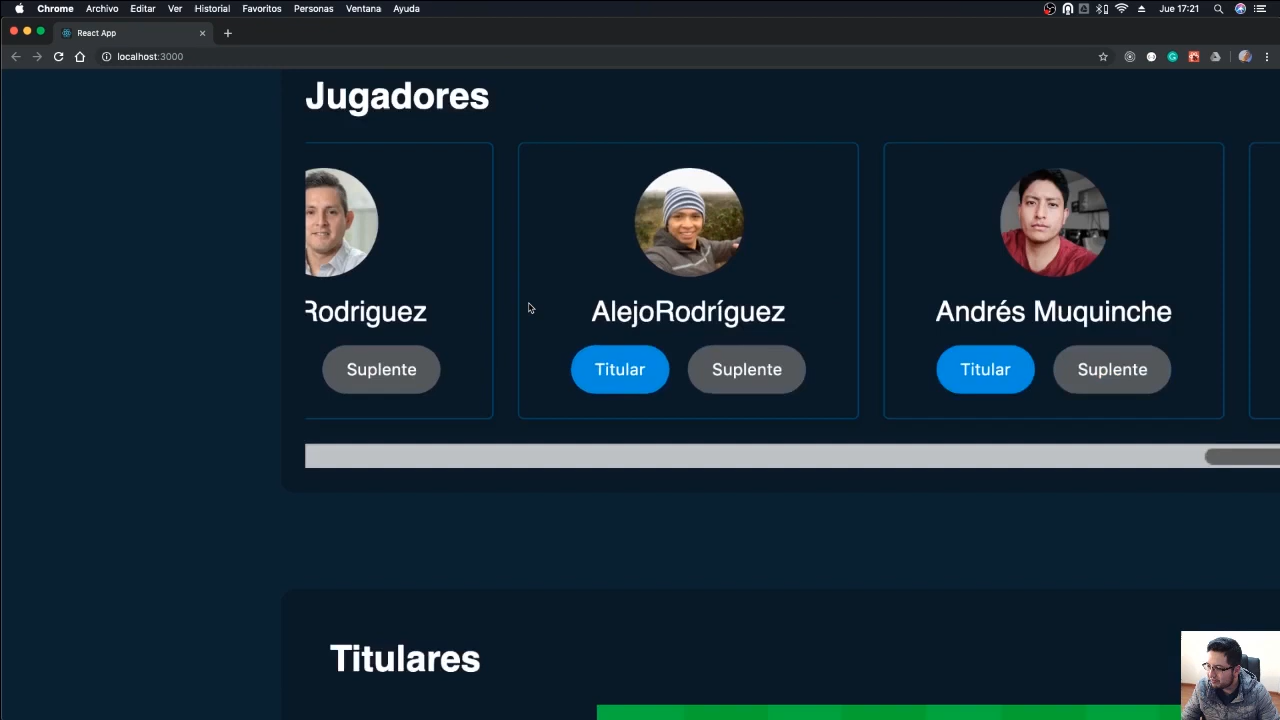 Chrome Archivo Editar Ver Historial Favoritos Personas Ventana Ayuda Jue 17:21
React App
localhost:3000
Jugadores
Rodriguez AlejoRodríguez Andrés Muquinche
Suplente Titular Suplente Titular Suplente
Titulares